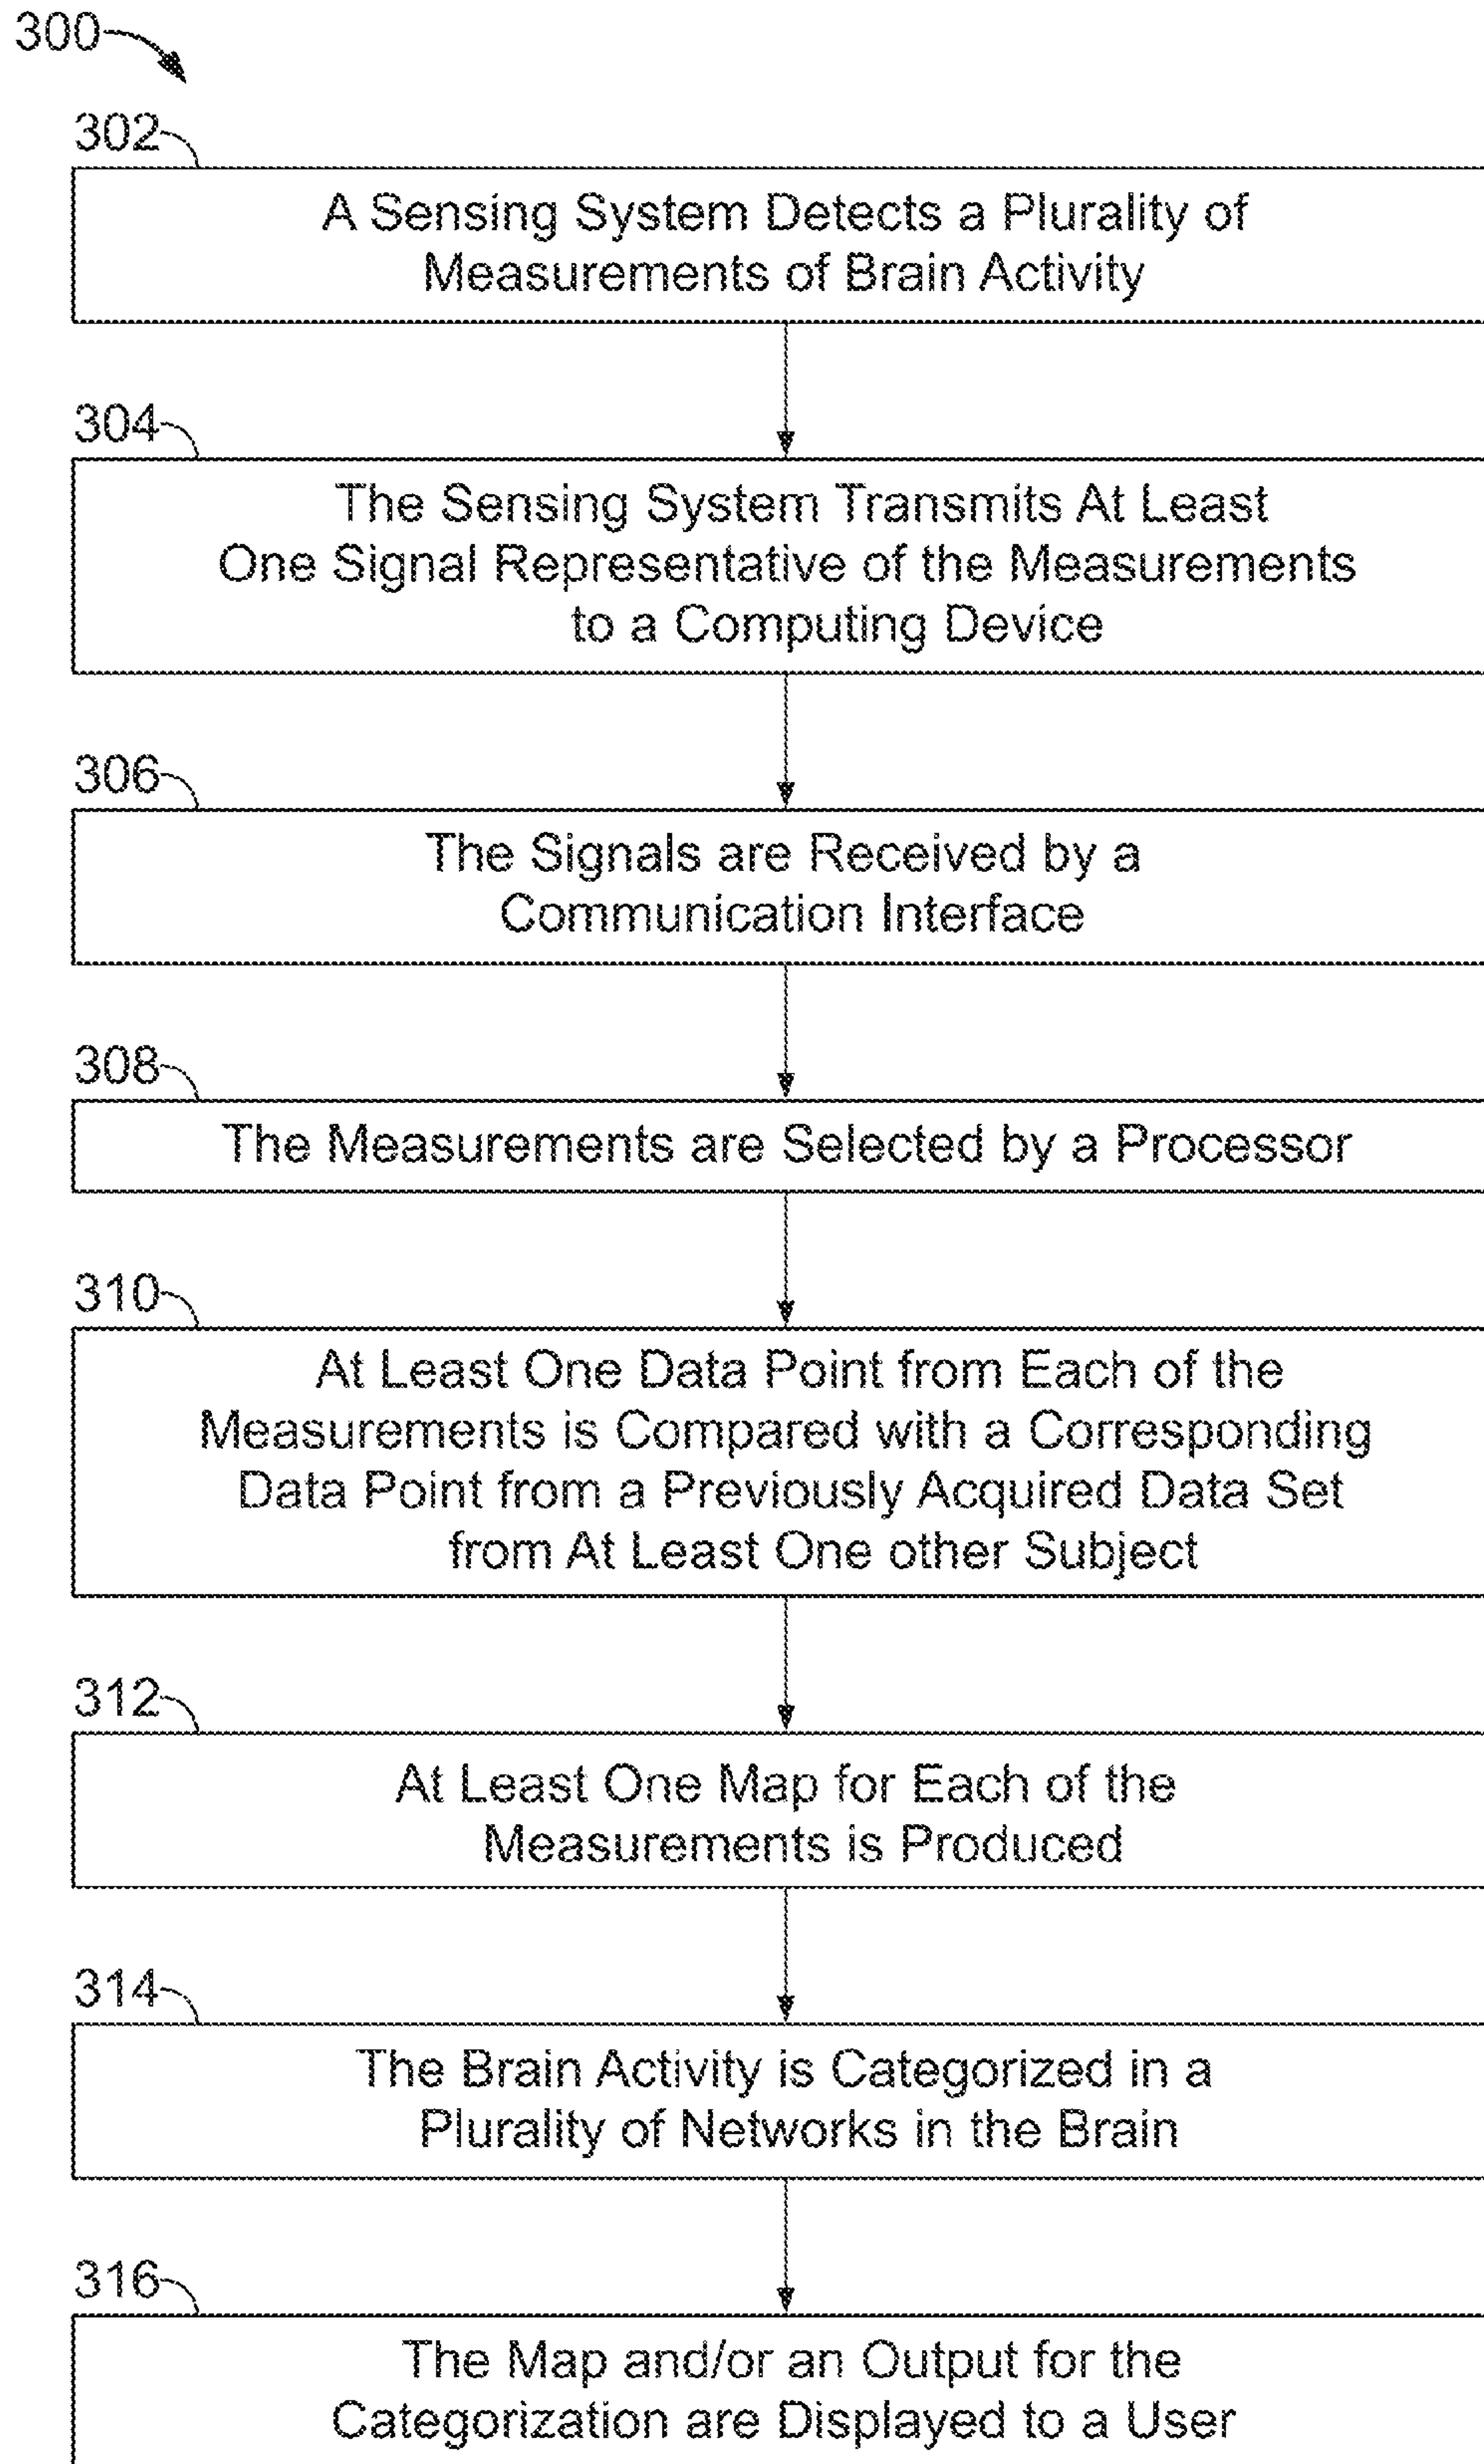 300
302
A Sensing System Detects a Plurality of
Measurements of Brain Activity
304
The Sensing System Transmits At Least
One Signal Representative of the Measurements
to a Computing Device
306
The Signals are Received by a
Communication Interface
308
The Measurements are Selected by a Processor
310
At Least One Data Point from Each of the
Measurements is Compared with a Corresponding
Data Point from a Previously Acquired Data Set
from At Least One other Subject
312
At Least One Map for Each of the
Measurements is Produced
314
The Brain Activity is Categorized in a
Plurality of Networks in the Brain
316
The Map and/or an Output for the
Categorization are Displayed to a User